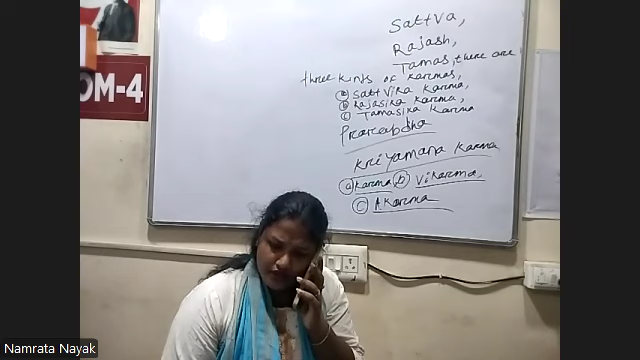 Sattva,
Rajash,
Tamas, there are
three kinds of karmas,
(a) Sattvika karma,
(b) Rajasika karma,
(c) Tamasika karma
Prareabdha
Kriyamana karma
(a) karma (b) Vikarma,
(c) Akarma
OM-4
Namrata Nayak